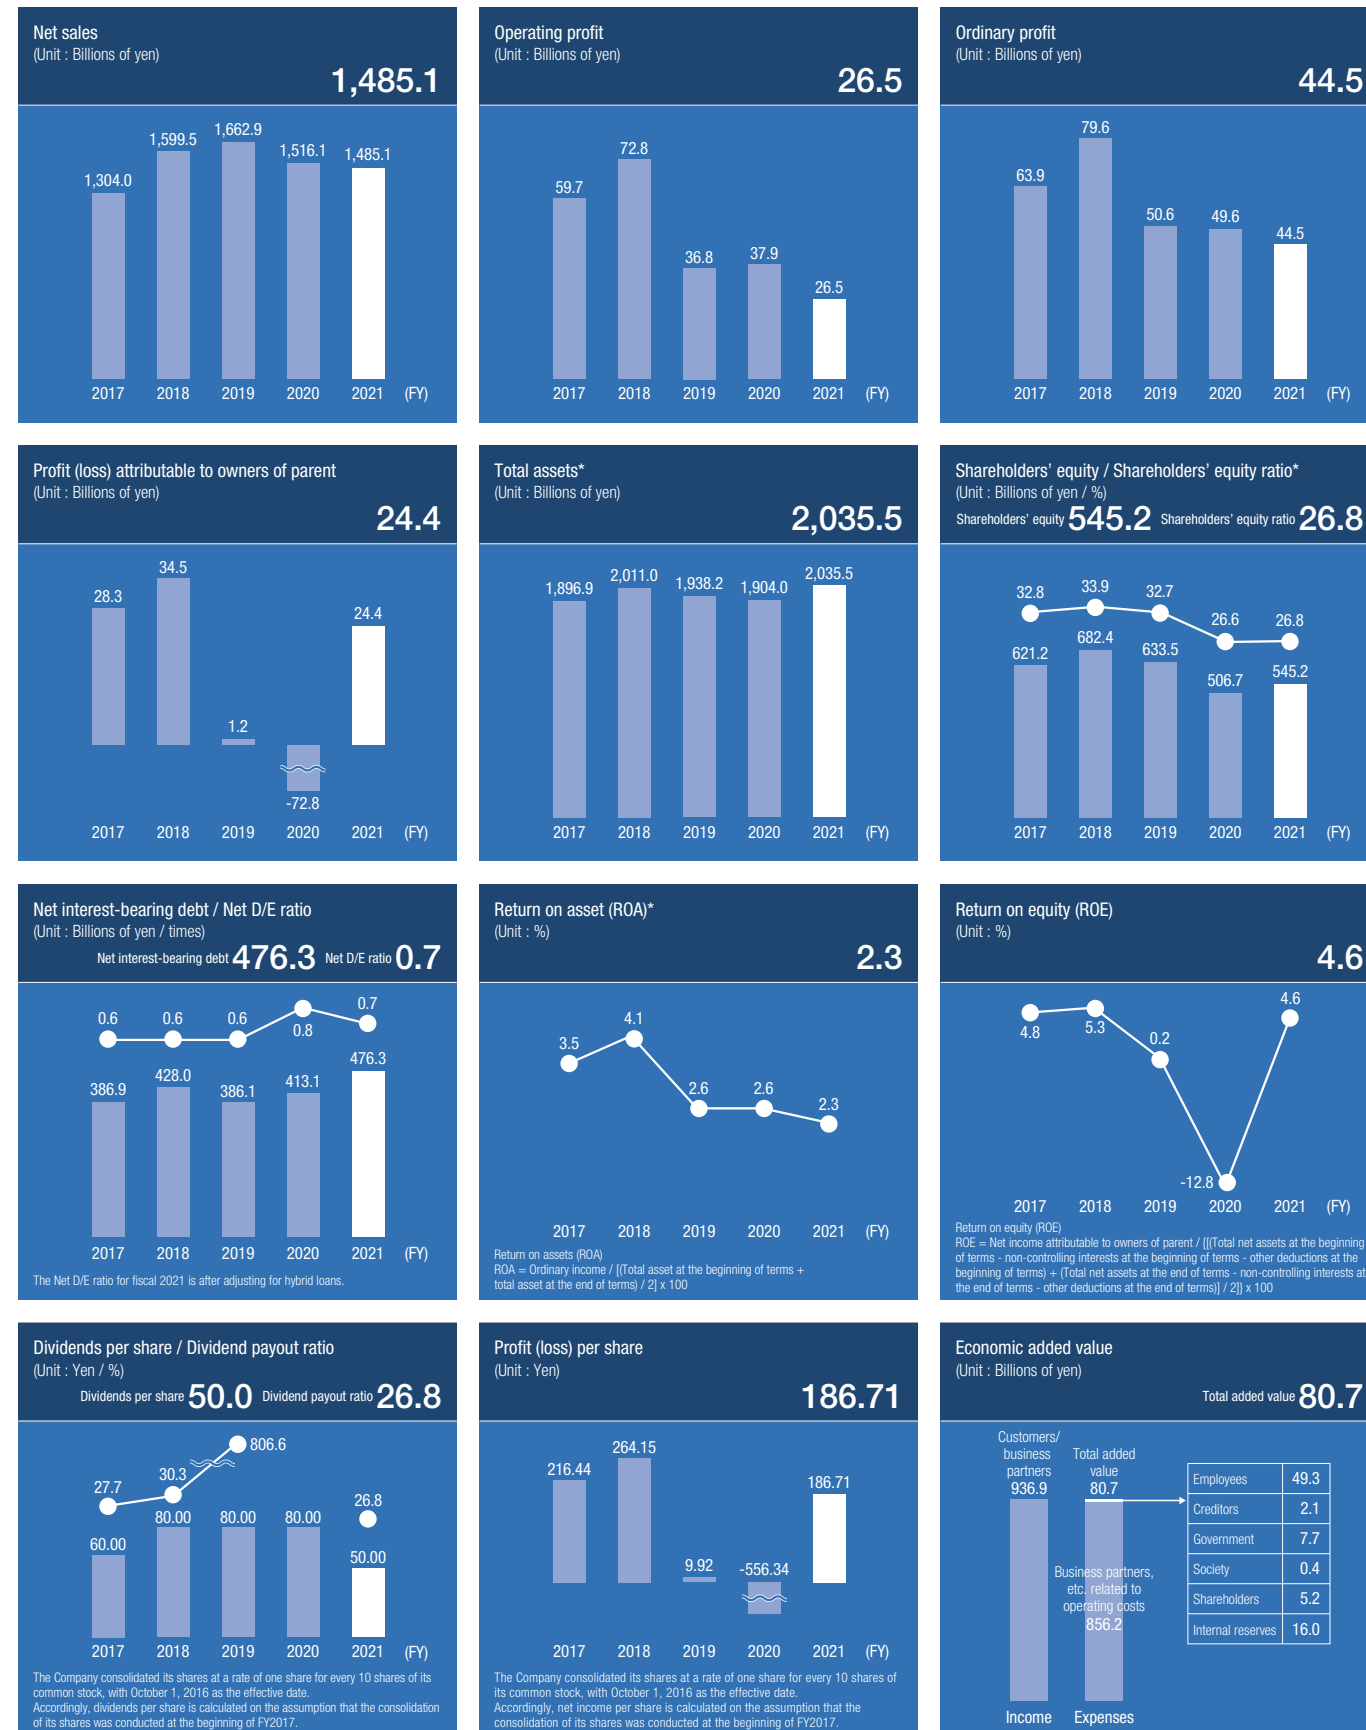 Net sales
(Unit : Billions of yen)
1,485.1
1,304.0
1,599.5
1,662.9
1,516.1
1,485.1
2017 2018 2019 2020 2021 (FY)
Operating profit
(Unit : Billions of yen)
26.5
59.7
72.8
36.8
37.9
26.5
2017 2018 2019 2020 2021 (FY)
Ordinary profit
(Unit : Billions of yen)
44.5
63.9
79.6
50.6
49.6
44.5
2017 2018 2019 2020 2021 (FY)
Profit (loss) attributable to owners of parent
(Unit : Billions of yen)
24.4
28.3
34.5
1.2
-72.8
24.4
2017 2018 2019 2020 2021 (FY)
Total assets*
(Unit : Billions of yen)
2,035.5
1,896.9
2,011.0
1,938.2
1,904.0
2,035.5
2017 2018 2019 2020 2021 (FY)
Shareholders' equity / Shareholders' equity ratio*
(Unit : Billions of yen / %)
Shareholders' equity 545.2 Shareholders' equity ratio 26.8
32.8
33.9
32.7
26.6
26.8
621.2
682.4
633.5
506.7
545.2
2017 2018 2019 2020 2021 (FY)
Net interest-bearing debt / Net D/E ratio
(Unit : Billions of yen / times)
Net interest-bearing debt 476.3 Net D/E ratio 0.7
0.6
0.6
0.6
0.8
0.7
386.9
428.0
386.1
413.1
476.3
2017 2018 2019 2020 2021 (FY)
The Net D/E ratio for fiscal 2021 is after adjusting for hybrid loans.
Return on asset (ROA)*
(Unit : %)
2.3
3.5
4.1
2.6
2.6
2.3
2017 2018 2019 2020 2021 (FY)
Return on assets (ROA)
ROA = Ordinary income / [(Total asset at the beginning of terms +
total asset at the end of terms) / 2] x 100
Return on equity (ROE)
(Unit : %)
4.6
4.8
5.3
0.2
-12.8
4.6
2017 2018 2019 2020 2021 (FY)
Return on equity (ROE)
ROE = Net income attributable to owners of parent / {[(Total net assets at the beginning
of terms - non-controlling interests at the beginning of terms - other deductions at the
beginning of terms) + (Total net assets at the end of terms - non-controlling interests at
the end of terms - other deductions at the end of terms)] / 2]} x 100
Dividends per share / Dividend payout ratio
(Unit : Yen / %)
Dividends per share 50.0 Dividend payout ratio 26.8
27.7
30.3
806.6
26.8
60.00
80.00
80.00
80.00
50.00
2017 2018 2019 2020 2021 (FY)
The Company consolidated its shares at a rate of one share for every 10 shares of its
common stock, with October 1, 2016 as the effective date.
Accordingly, dividends per share is calculated on the assumption that the consolidation
of its shares was conducted at the beginning of FY2017.
Profit (loss) per share
(Unit : Yen)
186.71
216.44
264.15
9.92
-556.34
186.71
2017 2018 2019 2020 2021 (FY)
The Company consolidated its shares at a rate of one share for every 10 shares of
its common stock, with October 1, 2016 as the effective date.
Accordingly, net income per share is calculated on the assumption that the
consolidation of its shares was conducted at the beginning of FY2017.
Economic added value
(Unit : Billions of yen)
Total added value 80.7
Customers/
business
partners
936.9
Total added
value
80.7
Business partners,
etc. related to
operating costs
856.2
Employees 49.3
Creditors 2.1
Government 7.7
Society 0.4
Shareholders 5.2
Internal reserves 16.0
Income Expenses